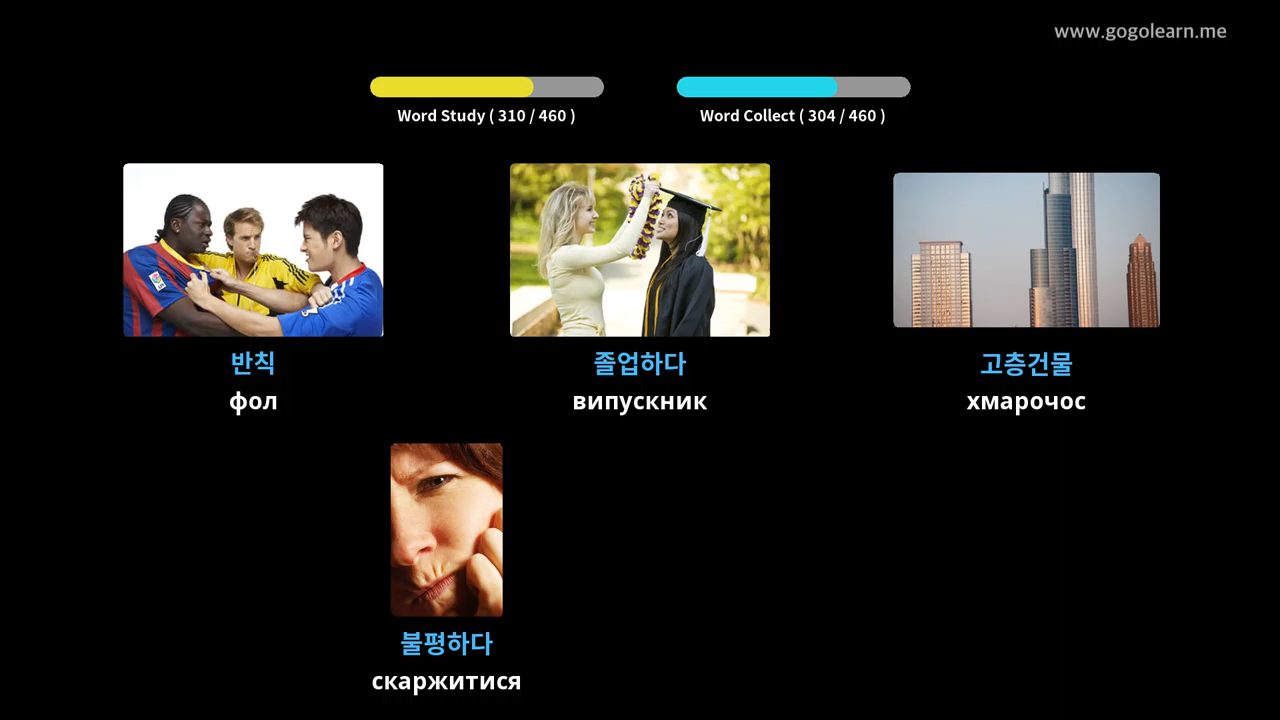 www.gogolearn.me
Word Study ( 310 / 460 )
Word Collect ( 304 / 460 )
반칙
фол
졸업하다
випускник
고층건물
хмарочос
불평하다
скаржитися